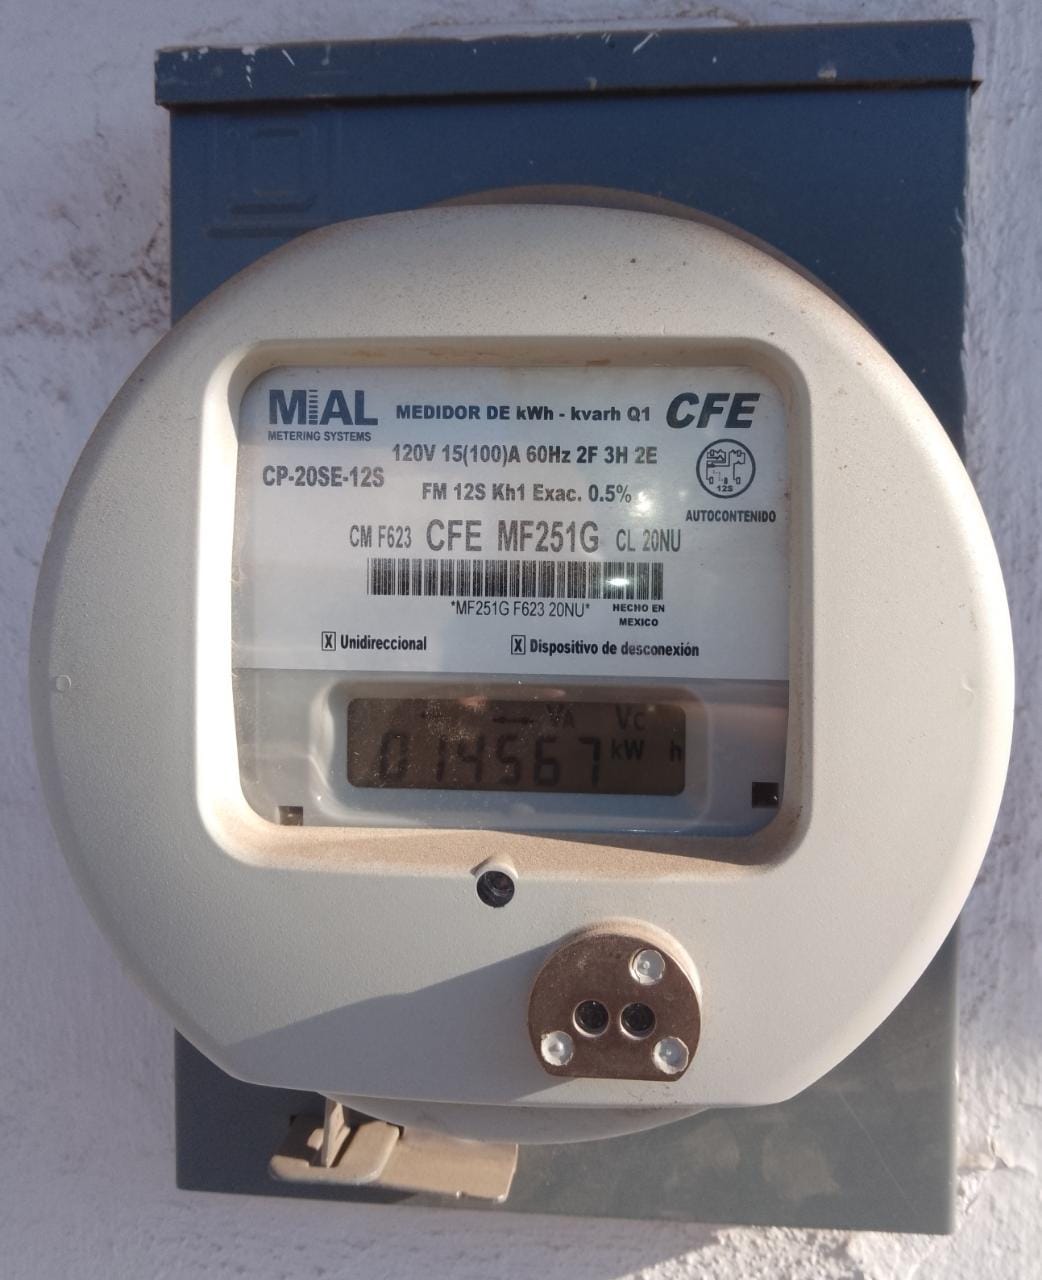 MIAL
METERING SYSTEMS
MEDIDOR DE kWh - kvarh Q1
CFE
120V 15(100)A 60Hz 2F 3H 2E
CP-20SE-12S
FM 12S Kh1 Exac. 0.5%
12S
AUTOCONTENIDO
CM F623 CFE MF251G CL 20NU
*MF251G F623 20NU*
HECHO EN
MEXICO
X Unidireccional
X Dispositivo de desconexión
VA VC
014567 kW h